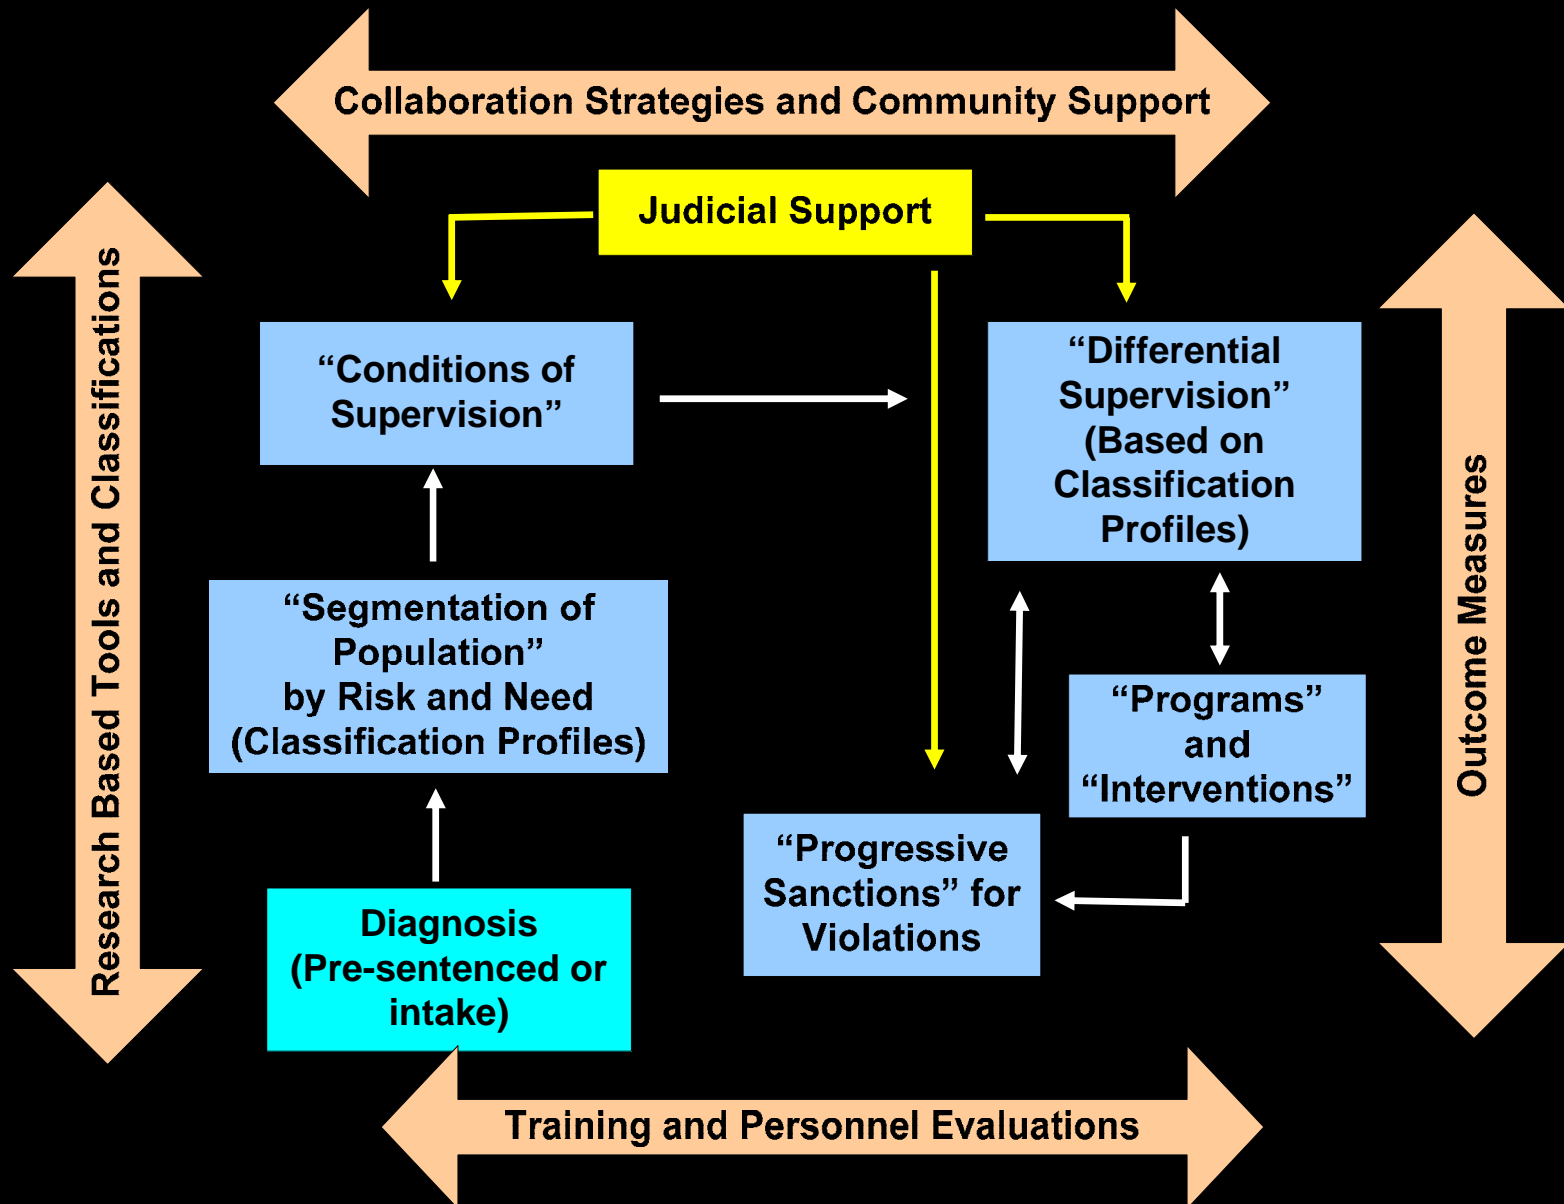 Collaboration Strategies and Community Support
Judicial Support
Research Based Tools and Classifications
“Conditions of
Supervision”
“Differential
Supervision”
(Based on
Classification
Profiles)
Outcome Measures
“Segmentation of
Population”
by Risk and Need
(Classification Profiles)
“Programs”
and
“Interventions”
“Progressive
Sanctions” for
Violations
Diagnosis
(Pre-sentenced or
intake)
Training and Personnel Evaluations